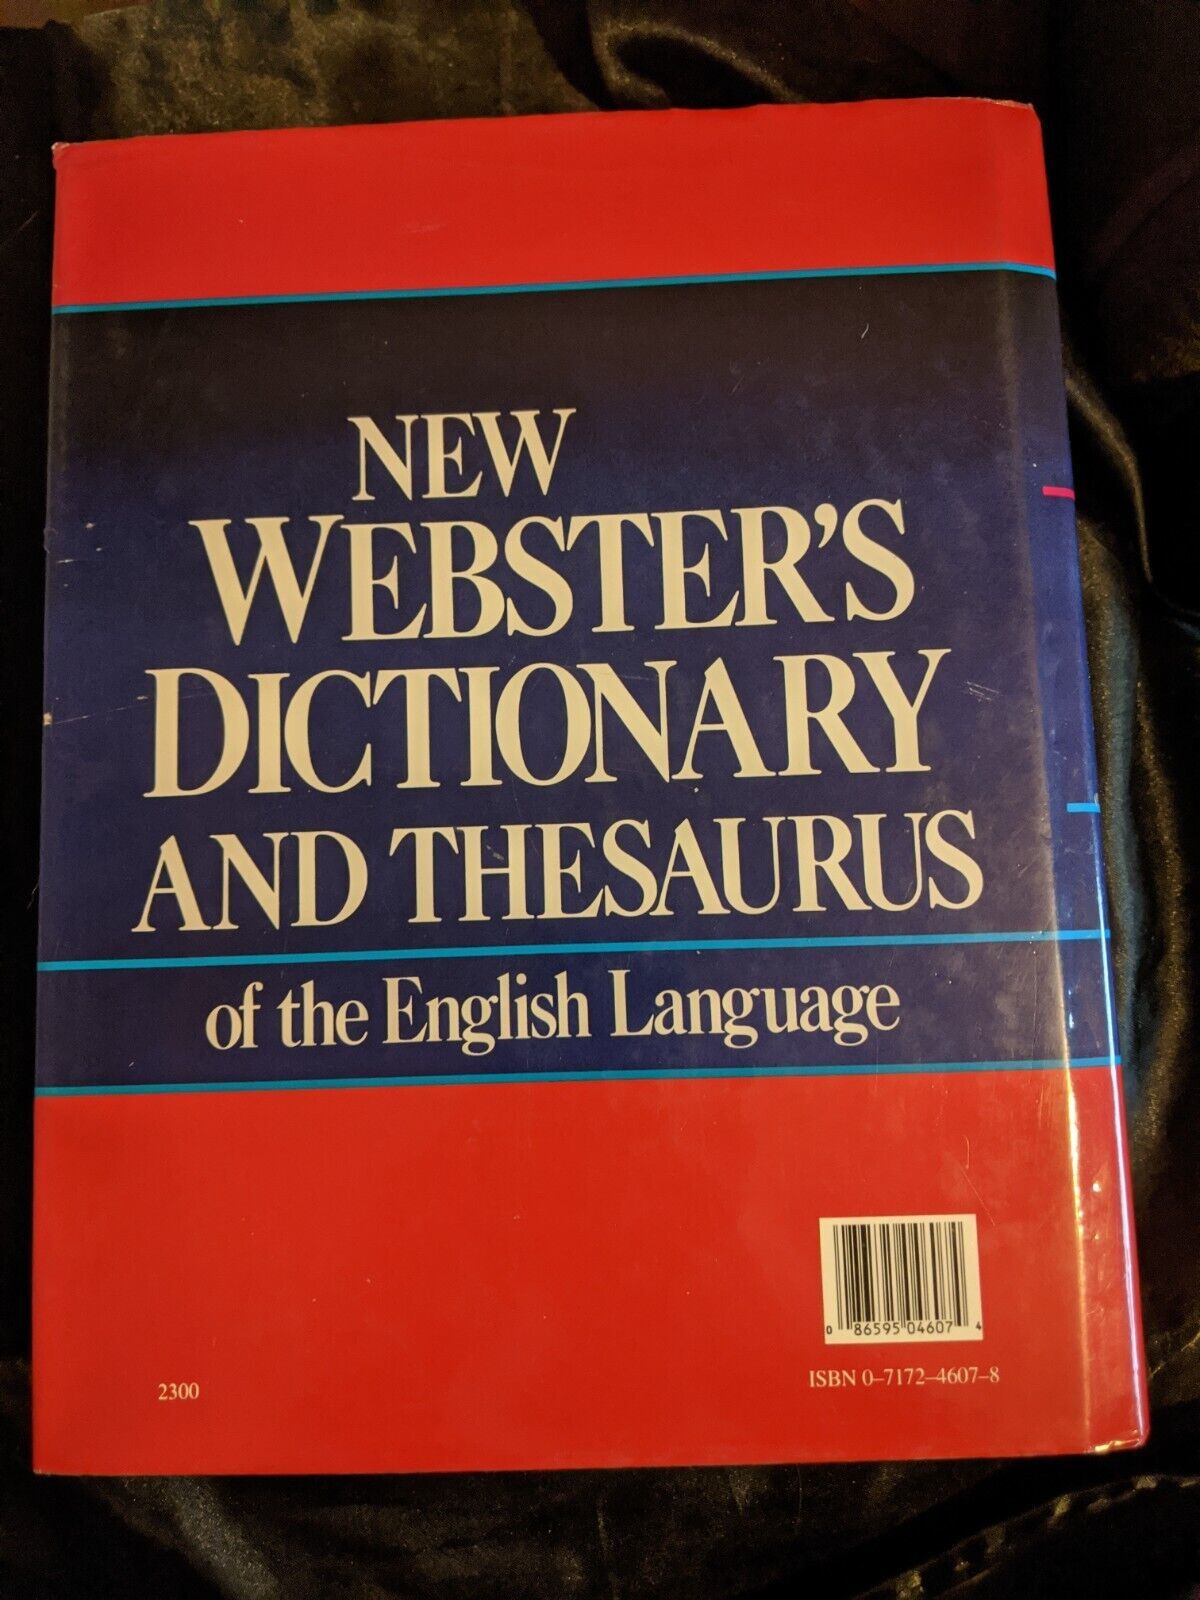 NEW
WEBSTER'S
DICTIONARY
AND THESAURUS
of the English Language
0 86595 04607 4
2300
ISBN 0–7172–4607–8